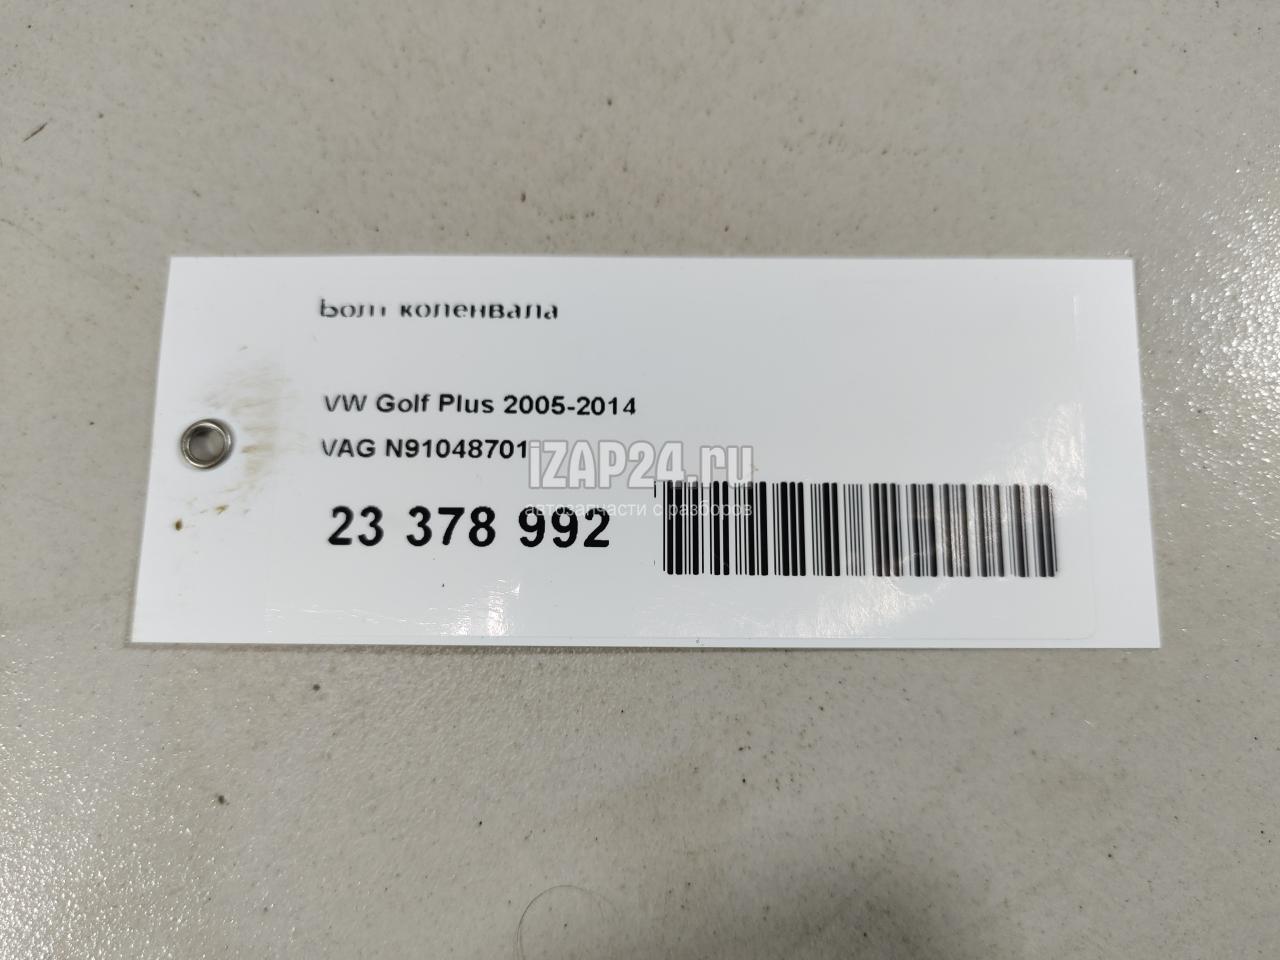 Болт коленвала
VW Golf Plus 2005-2014
VAG N91048701
iZAP24.ru
автозапчасти с разборов
23 378 992